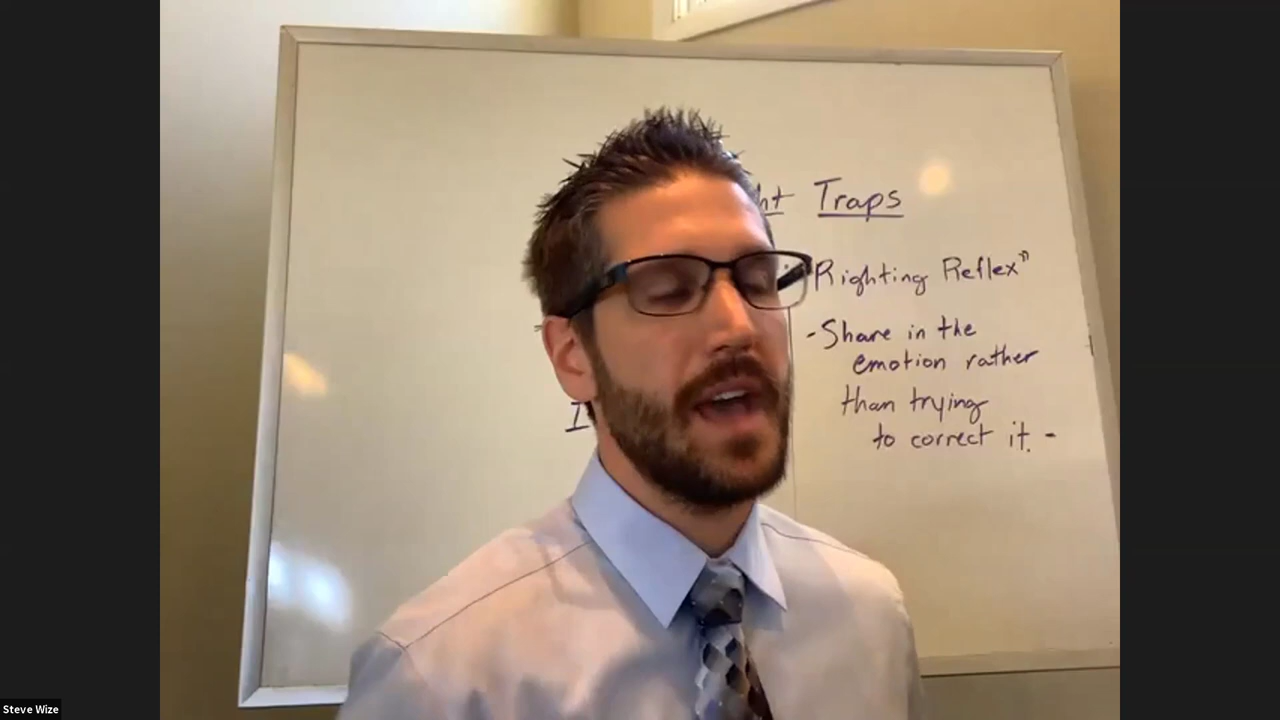 Traps
"Righting Reflex"
-Share in the
emotion rather
than trying
to correct it. -
I
Steve Wize